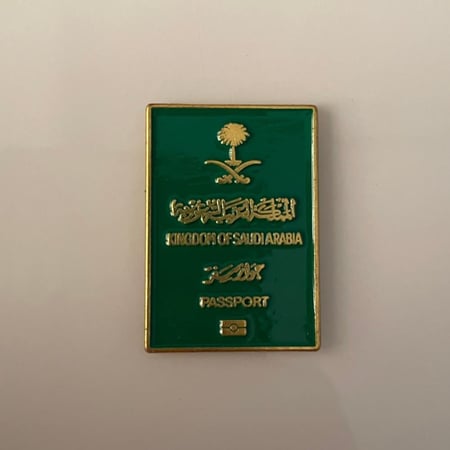 المملكة العربية السعودية
KINGDOM OF SAUDI ARABIA
جواز سفر
PASSPORT